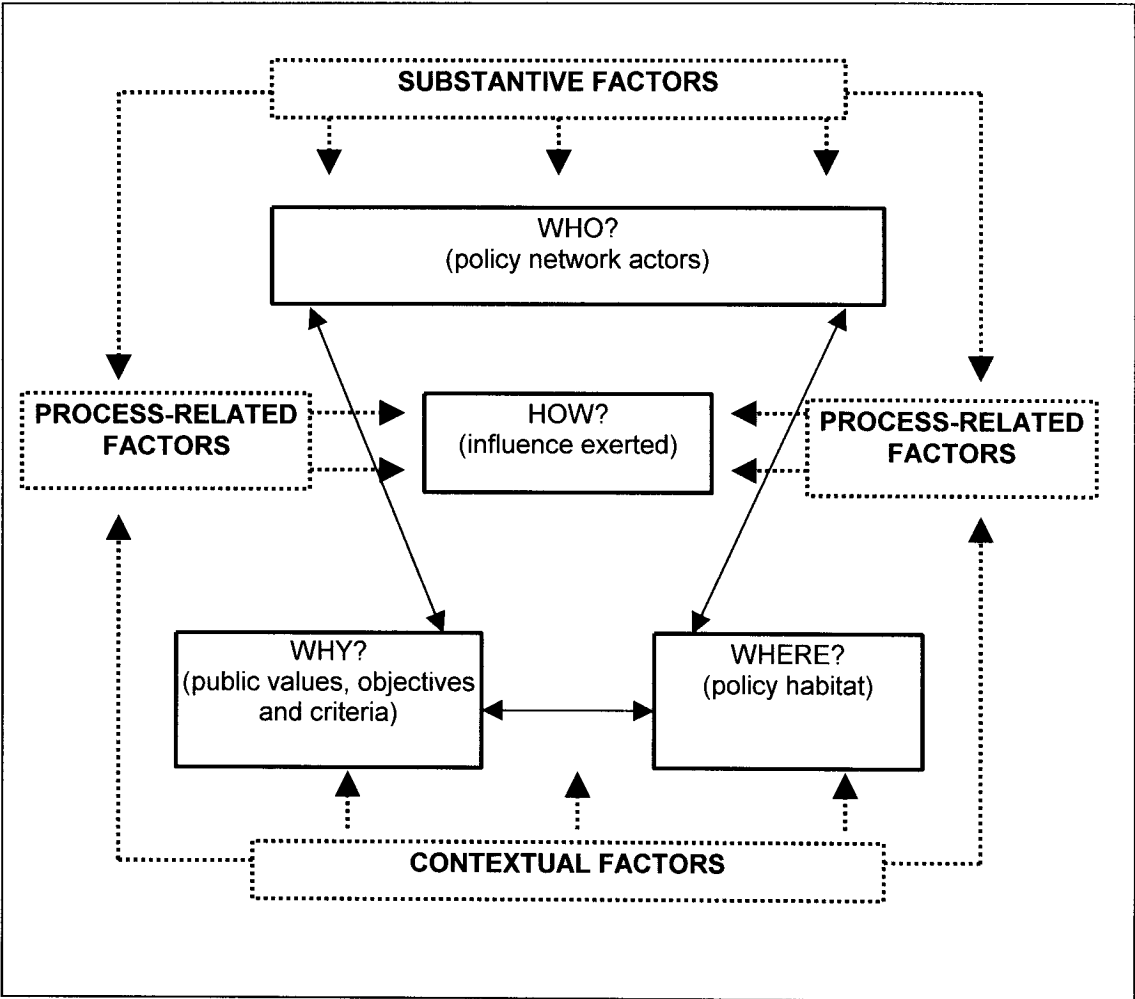 SUBSTANTIVE FACTORS
WHO?
(policy network actors)
PROCESS-RELATED
FACTORS
HOW?
(influence exerted)
PROCESS-RELATED
FACTORS
WHY?
(public values, objectives
and criteria)
WHERE?
(policy habitat)
CONTEXTUAL FACTORS